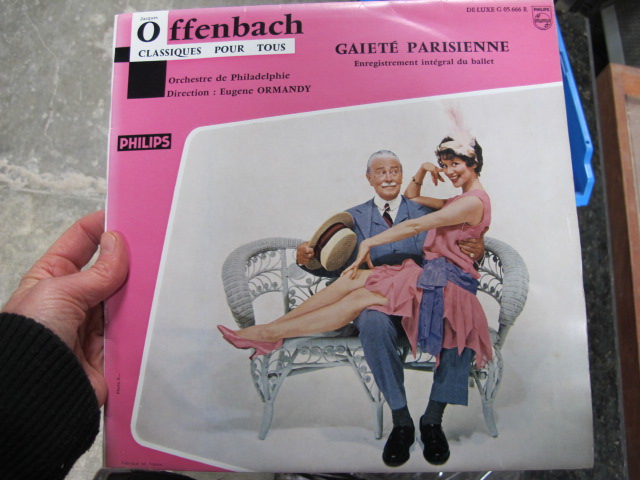 JACQUES
Offenbach
CLASSIQUES POUR TOUS
DE LUXE G 05.666 R
PHILIPS
GAIETÉ PARISIENNE
Enregistrement intégral du ballet
Orchestre de Philadelphie
Direction : Eugene ORMANDY
PHILIPS